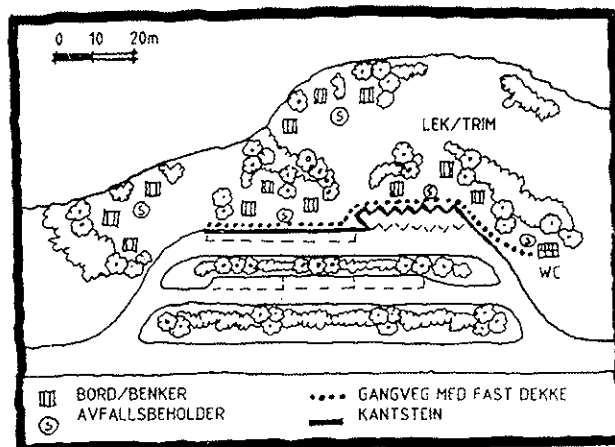 0 10 20m
LEK/TRIM
S
S
S
S
S
WC
BORD/BENKER
S AVFALLSBEHOLDER
GANGVEG MED FAST DEKKE
KANTSTEIN